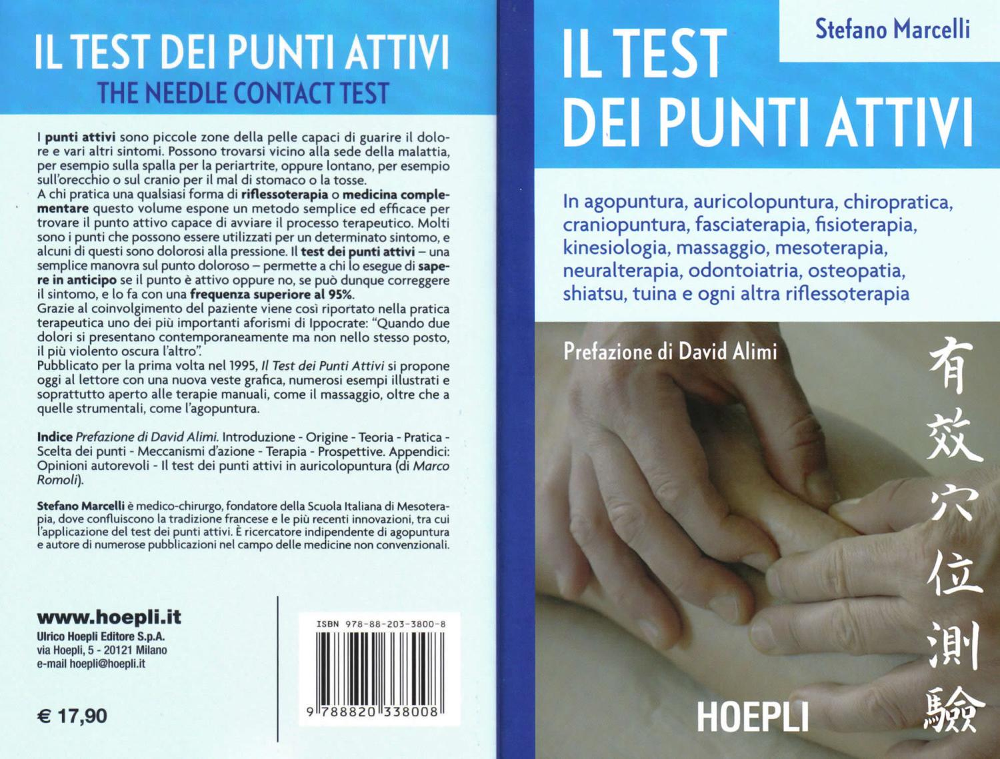 IL TEST DEI PUNTI ATTIVI
THE NEEDLE CONTACT TEST
I punti attivi sono piccole zone della pelle capaci di guarire il dolo-
re e vari altri sintomi. Possono trovarsi vicino alla sede della malattia,
per esempio sulla spalla per la periartrite, oppure lontano, per esempio
sull'orecchio o sul cranio per il mal di stomaco o la tosse.
A chi pratica una qualsiasi forma di riflessoterapia o medicina comple-
mentare questo volume espone un metodo semplice ed efficace per
trovare il punto attivo capace di avviare il processo terapeutico. Molti
sono i punti che possono essere utilizzati per un determinato sintomo, e
alcuni di questi sono dolorosi alla pressione. Il test dei punti attivi – una
semplice manovra sul punto doloroso – permette a chi lo esegue di sape-
re in anticipo se il punto è attivo oppure no, se può dunque correggere
il sintomo, e lo fa con una frequenza superiore al 95%.
Grazie al coinvolgimento del paziente viene così riportato nella pratica
terapeutica uno dei più importanti aforismi di Ippocrate: “Quando due
dolori si presentano contemporaneamente ma non nello stesso posto,
il più violento oscura l'altro”.
Pubblicato per la prima volta nel 1995, Il Test dei Punti Attivi si propone
oggi al lettore con una nuova veste grafica, numerosi esempi illustrati e
soprattutto aperto alle terapie manuali, come il massaggio, oltre che a
quelle strumentali, come l'agopuntura.
Indice Prefazione di David Alimi. Introduzione - Origine - Teoria - Pratica -
Scelta dei punti - Meccanismi d'azione - Terapia - Prospettive. Appendici:
Opinioni autorevoli - Il test dei punti attivi in auricolopuntura (di Marco
Romoli).
Stefano Marcelli è medico-chirurgo, fondatore della Scuola Italiana di Mesotera-
pia, dove confluiscono la tradizione francese e le più recenti innovazioni, tra cui
l'applicazione del test dei punti attivi. È ricercatore indipendente di agopuntura
e autore di numerose pubblicazioni nel campo delle medicine non convenzionali.
www.hoepli.it
Ulrico Hoepli Editore S.p.A.
via Hoepli, 5 - 20121 Milano
e-mail hoepli@hoepli.it
€ 17,90
ISBN 978-88-203-3800-8
9 788820 338008
Stefano Marcelli
IL TEST
DEI PUNTI ATTIVI
In agopuntura, auricolopuntura, chiropratica,
craniopuntura, fasciaterapia, fisioterapia,
kinesiologia, massaggio, mesoterapia,
neuralterapia, odontoiatria, osteopatia,
shiatsu, tuina e ogni altra riflessoterapia
Prefazione di David Alimi
有效穴位測驗
HOEPLI